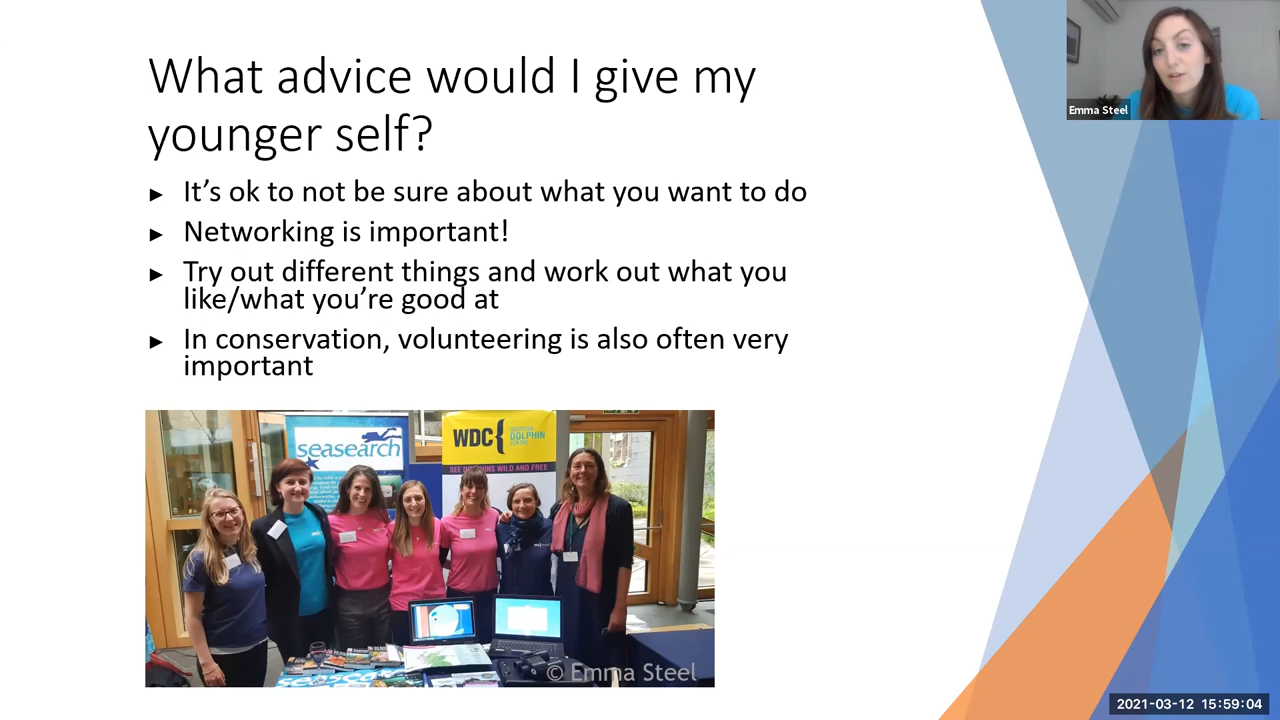 What advice would I give my
younger self?
► It’s ok to not be sure about what you want to do
► Networking is important!
► Try out different things and work out what you
like/what you’re good at
► In conservation, volunteering is also often very
important
Emma Steel
seasearch
WDC
SCOTTISH
DOLPHIN
CENTRE
SEE DOLPHINS WILD AND FREE
seasearch
© Emma Steel
2021-03-12 15:59:04